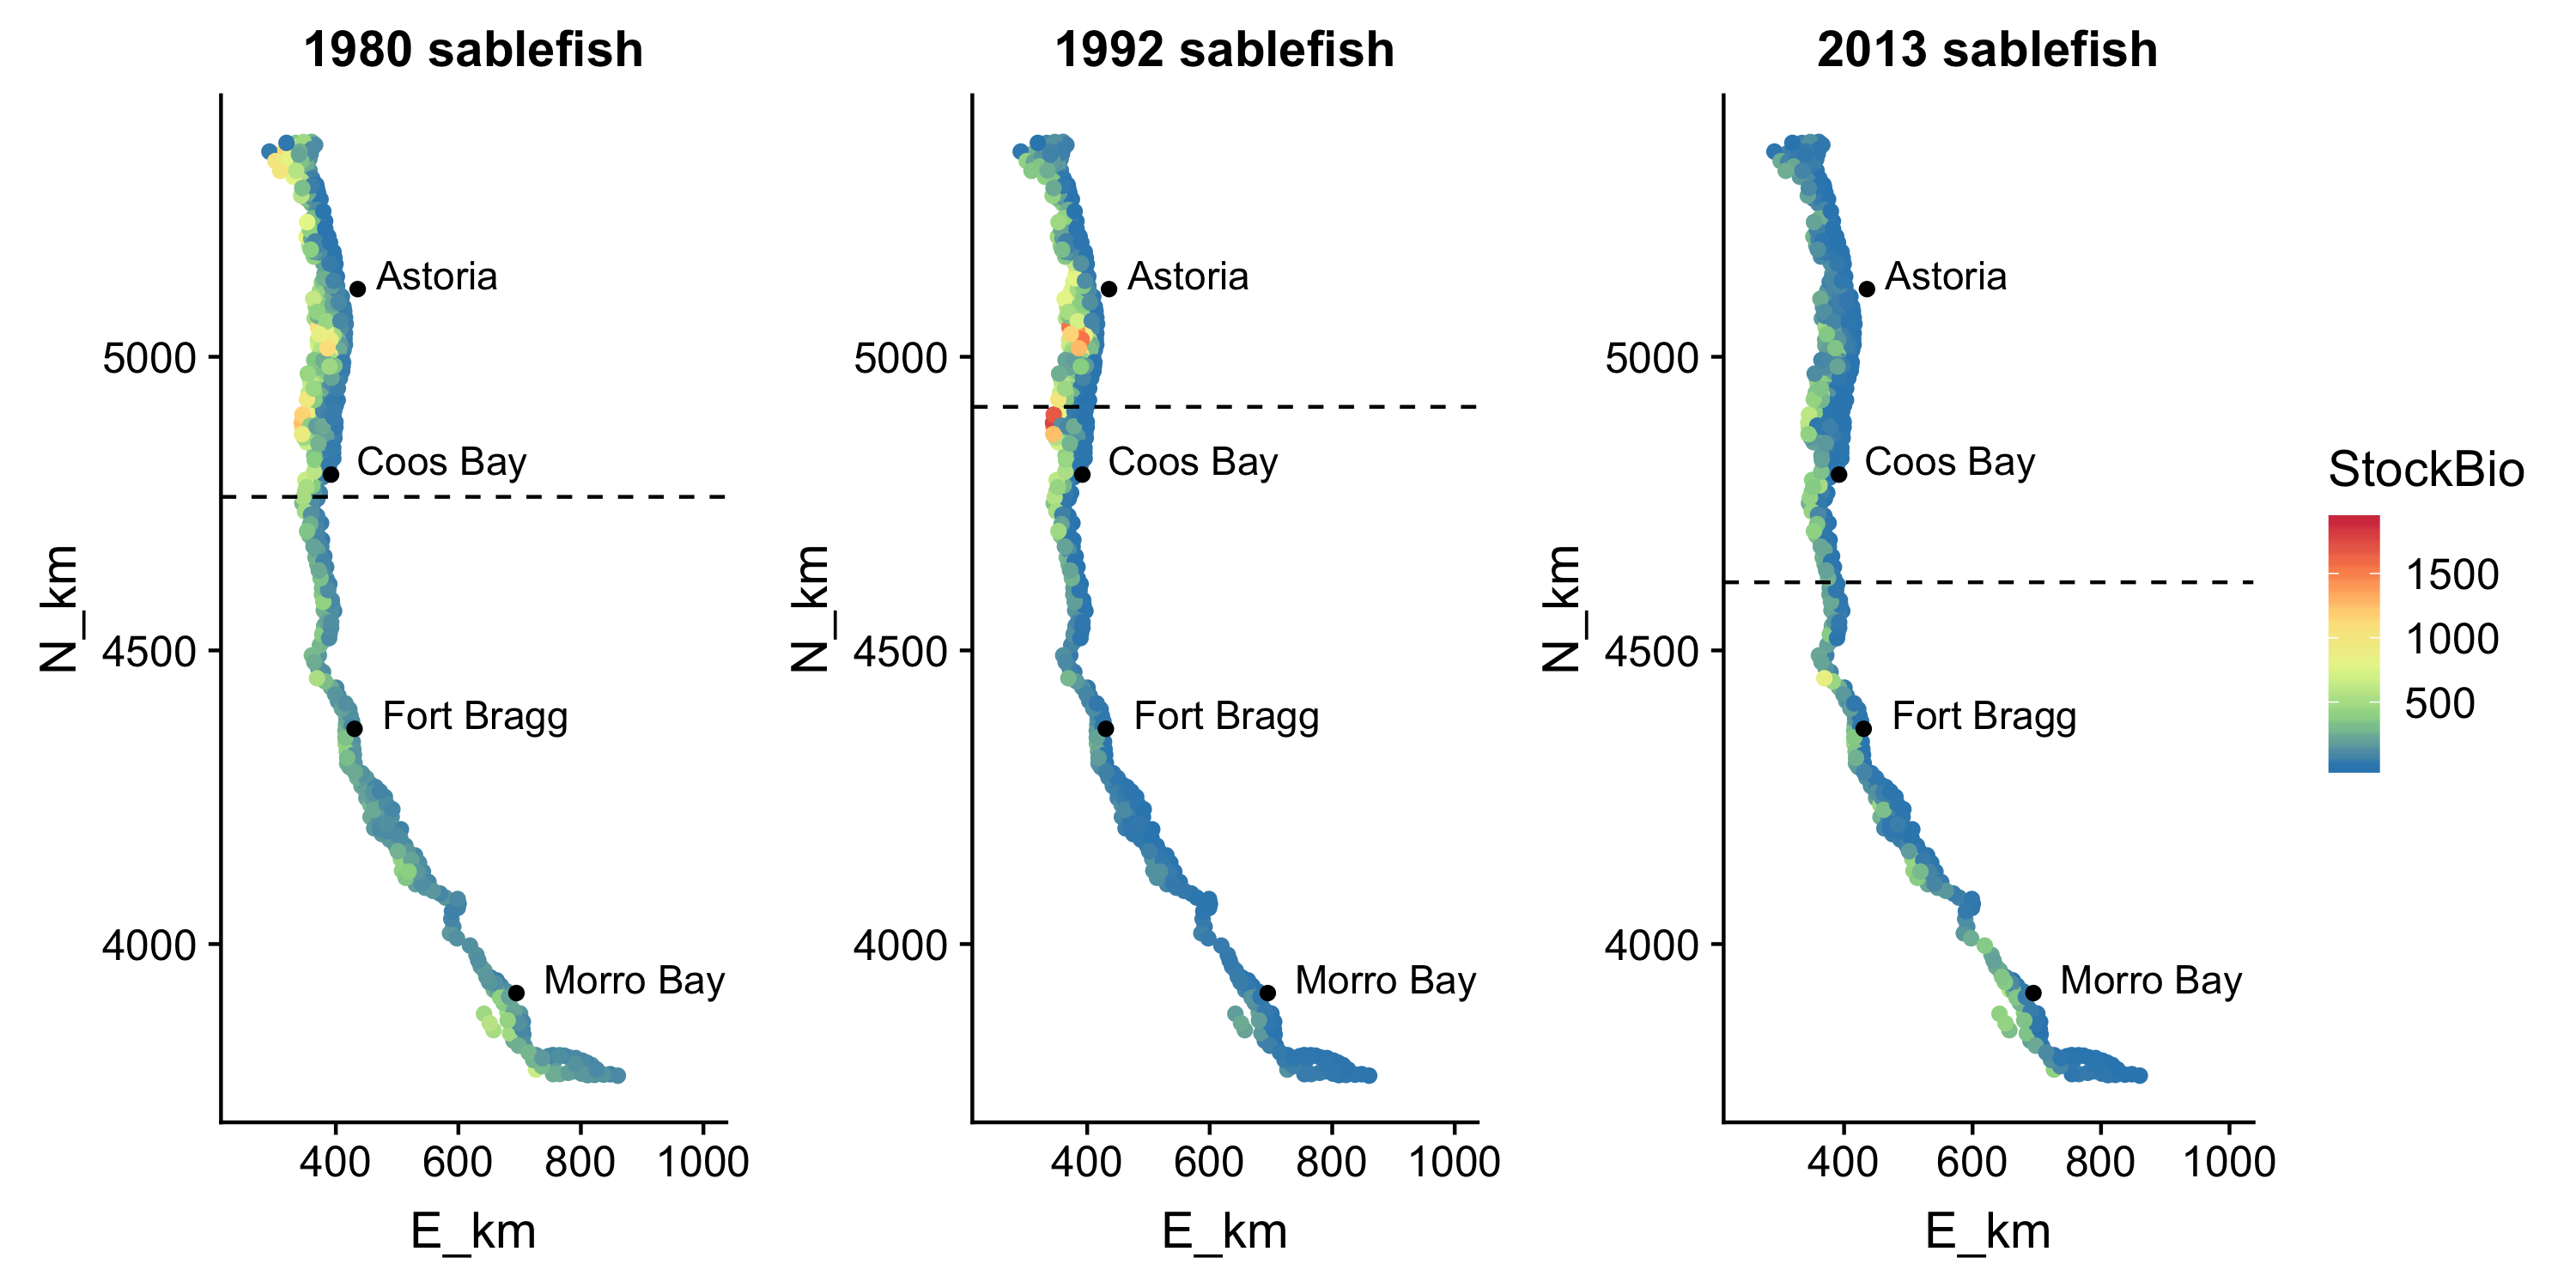 1980 sablefish
N_km
5000
4500
4000
Astoria
Coos Bay
Fort Bragg
Morro Bay
400 600 800 1000
E_km
1992 sablefish
N_km
5000
4500
4000
Astoria
Coos Bay
Fort Bragg
Morro Bay
400 600 800 1000
E_km
2013 sablefish
N_km
5000
4500
4000
Astoria
Coos Bay
Fort Bragg
Morro Bay
400 600 800 1000
E_km
StockBio
1500
1000
500